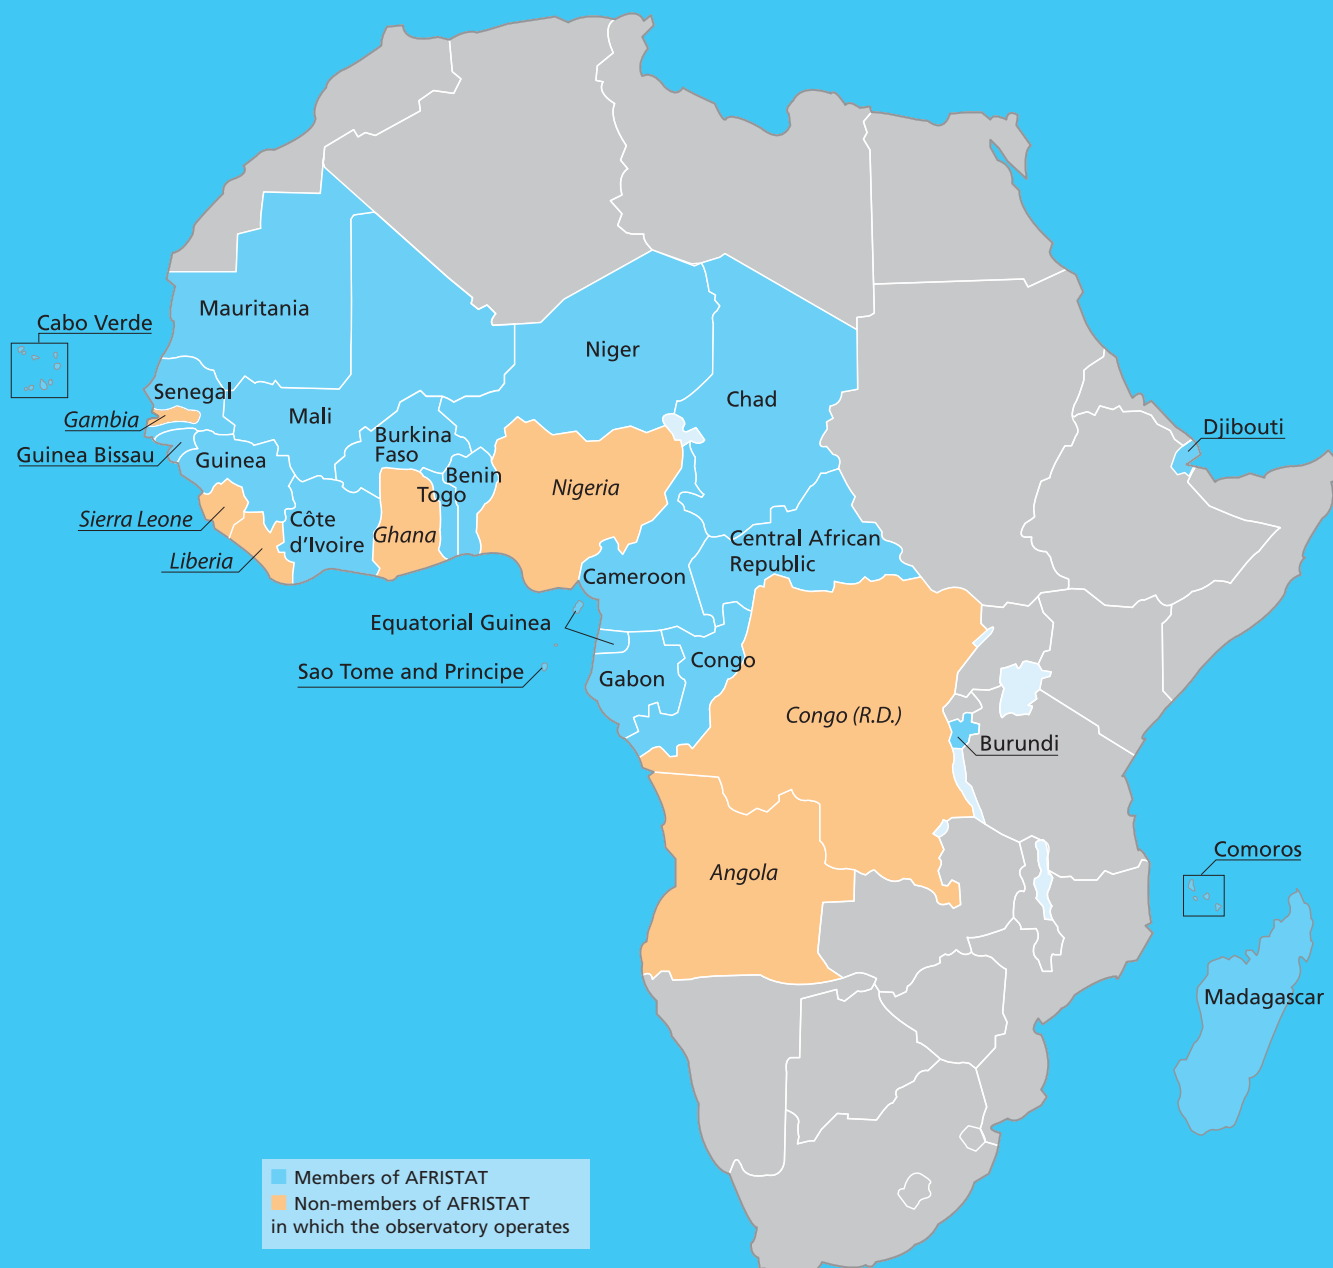 Mauritania
Cabo Verde
Niger
Senegal
Chad
Mali
Gambia
Djibouti
Burkina
Faso
Guinea Bissau
Guinea
Benin
Nigeria
Togo
Sierra Leone
Côte
d'Ivoire
Ghana
Central African
Republic
Liberia
Cameroon
Equatorial Guinea
Congo
Sao Tome and Principe
Gabon
Congo (R.D.)
Burundi
Comoros
Angola
Madagascar
Members of AFRISTAT
Non-members of AFRISTAT
in which the observatory operates